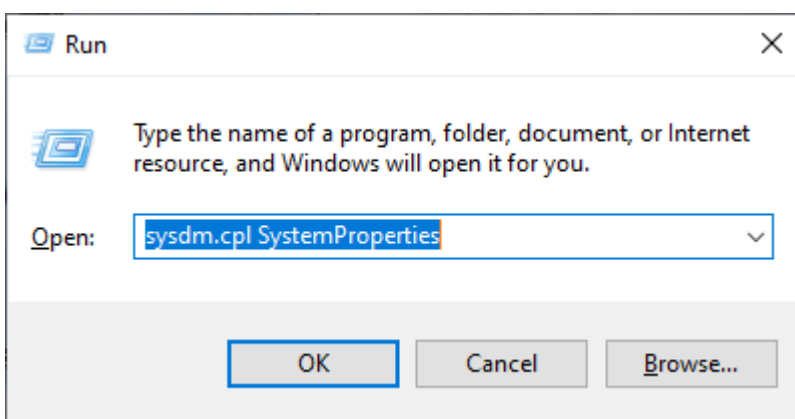 Run
Type the name of a program, folder, document, or Internet
resource, and Windows will open it for you.
Open: sysdm.cpl SystemProperties
OK Cancel Browse...